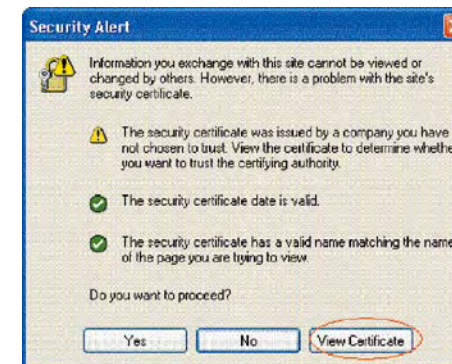 Security Alert
Information you exchange with this site cannot be viewed or
changed by others. However, there is a problem with the site's
security certificate.
The security certificate was issued by a company you have
not chosen to trust. View the certificate to determine whethe
you want to trust the certifying authority.
The security certificate date is valid.
The security certificate has a valid name matching the name
of the page you are trying to view.
Do you want to proceed?
Yes No View Certificate